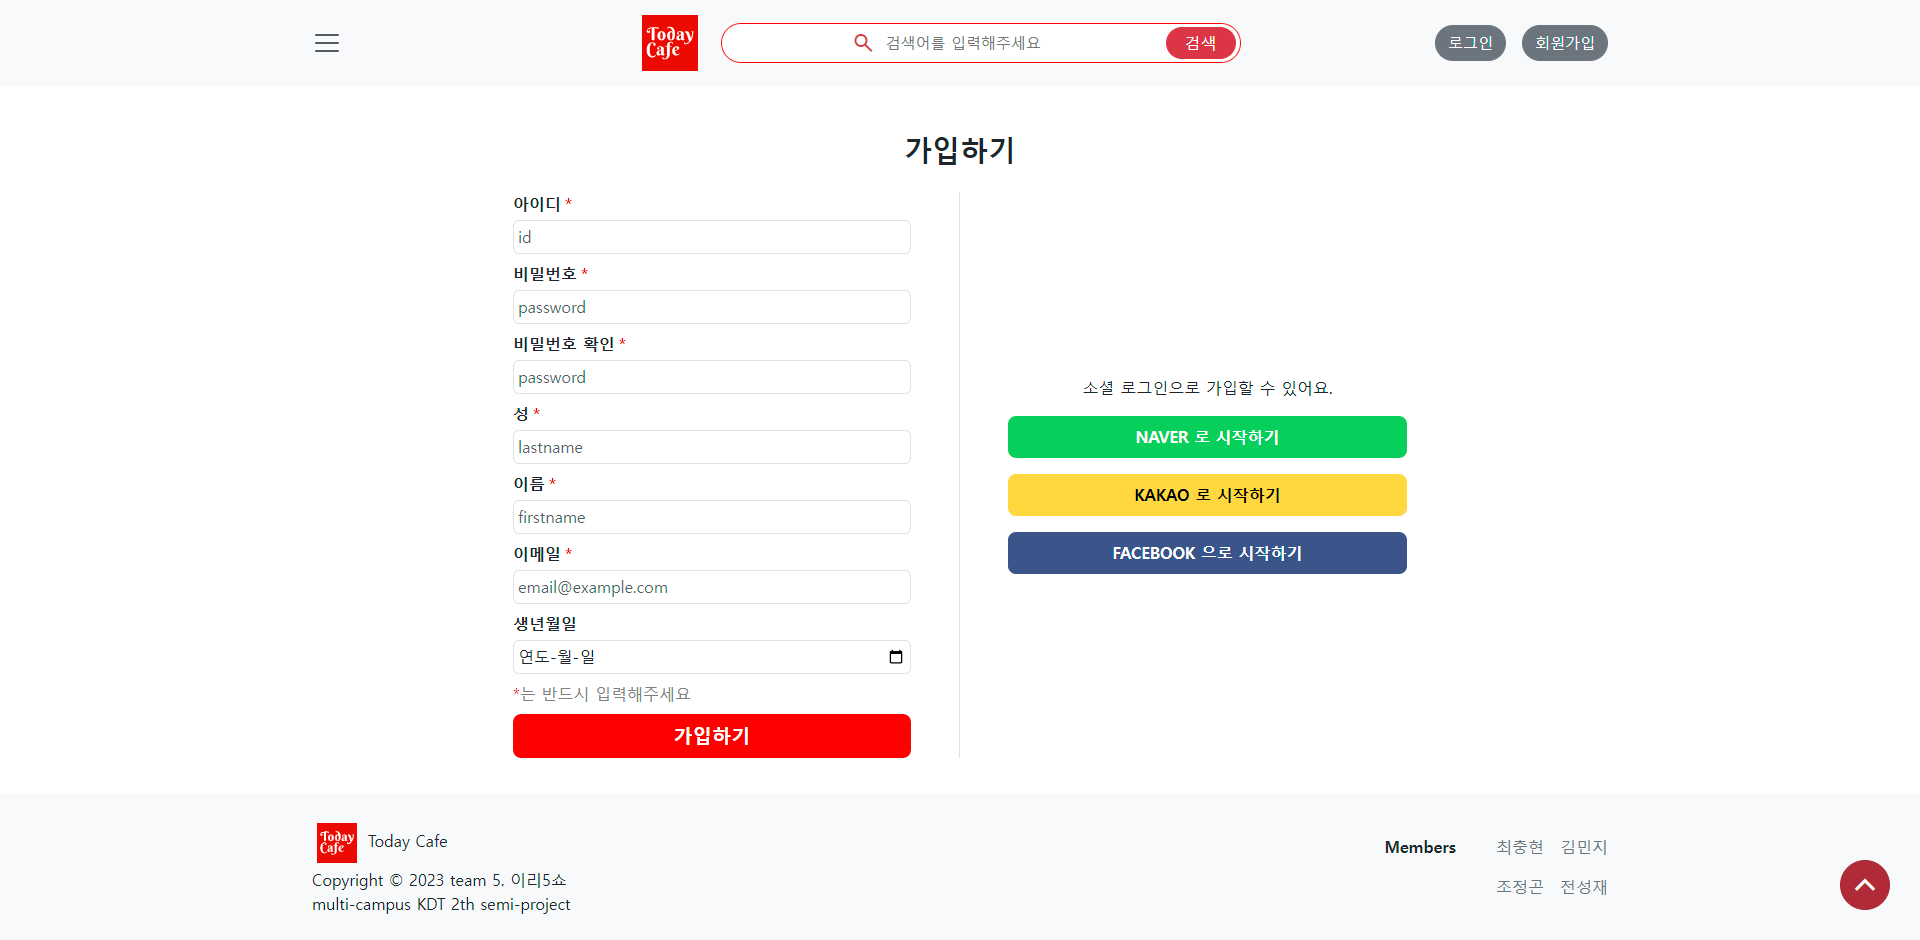 Today
Cafe
검색어를 입력해주세요
검색
로그인
회원가입
가입하기
아이디 *
id
비밀번호 *
password
비밀번호 확인 *
password
성 *
lastname
이름 *
firstname
이메일 *
email@example.com
생년월일
연도-월-일
*는 반드시 입력해주세요
가입하기
소셜 로그인으로 가입할 수 있어요.
NAVER 로 시작하기
KAKAO 로 시작하기
FACEBOOK 으로 시작하기
Today
Cafe
Today Cafe
Copyright © 2023 team 5. 이리5쇼
multi-campus KDT 2th semi-project
Members
최충현 김민지
조정곤 전성재